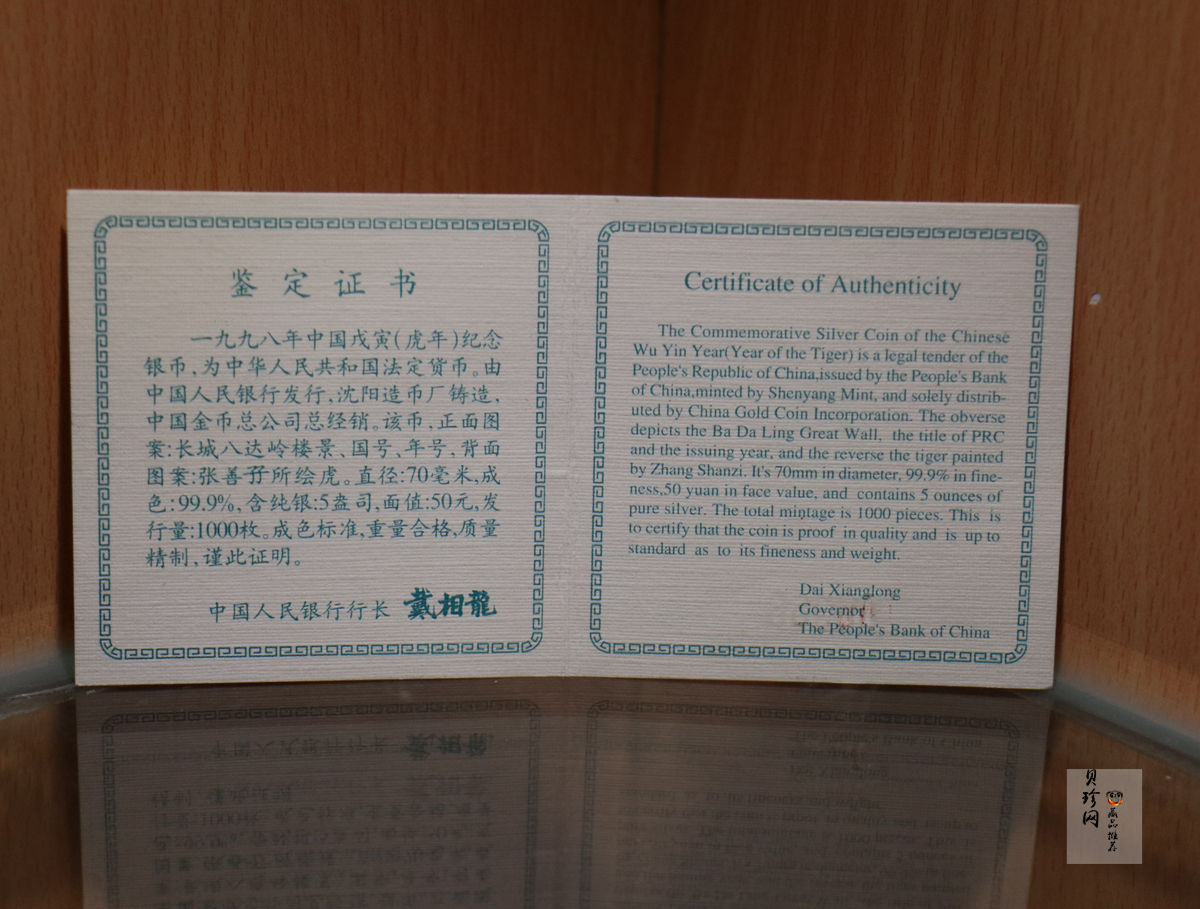 鉴定证书
一九九八年中国戊寅(虎年)纪念
银币,为中华人民共和国法定货币。由
中国人民银行发行,沈阳造币厂铸造,
中国金币总公司总经销。该币,正面图
案:长城八达岭楼景、国号、年号,背面
图案:张善孖所绘虎。直径:70毫米,成
色:99.9%,含纯银:5盎司,面值:50元,发
行量:1000枚。成色标准,重量合格,质量
精制,谨此证明。
中国人民银行行长 戴相龍
Certificate of Authenticity
The Commemorative Silver Coin of the Chinese
Wu Yin Year(Year of the Tiger) is a legal tender of the
People's Republic of China,issued by the People's Bank
of China,minted by Shenyang Mint, and solely distrib-
uted by China Gold Coin Incorporation. The obverse
depicts the Ba Da Ling Great Wall, the title of PRC
and the issuing year, and the reverse the tiger painted
by Zhang Shanzi. It's 70mm in diameter, 99.9% in fine-
ness,50 yuan in face value, and contains 5 ounces of
pure silver. The total mintage is 1000 pieces. This is
to certify that the coin is proof in quality and is up to
standard as to its fineness and weight.
Dai Xianglong
Governor
The People's Bank of China
贝珍网
藏品推荐